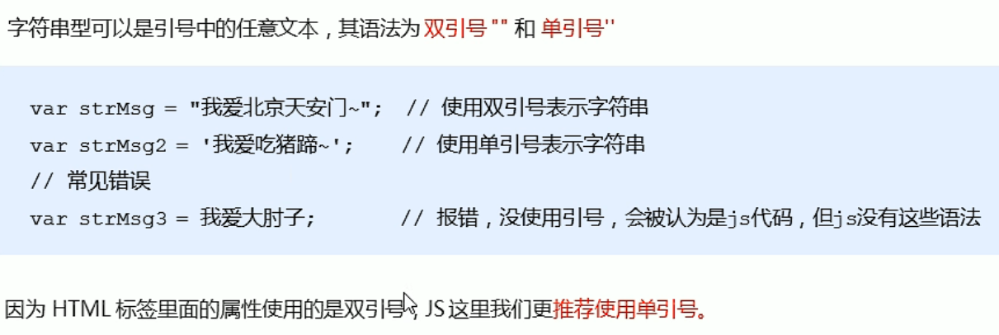 字符串型可以是引号中的任意文本，其语法为 双引号 "" 和 单引号''
var strMsg = "我爱北京天安门~";  // 使用双引号表示字符串
var strMsg2 = '我爱吃猪蹄~';    // 使用单引号表示字符串
// 常见错误
var strMsg3 = 我爱大肘子;       // 报错，没使用引号，会被认为是js代码，但js没有这些语法
因为 HTML 标签里面的属性使用的是双引号，JS 这里我们更推荐使用单引号。